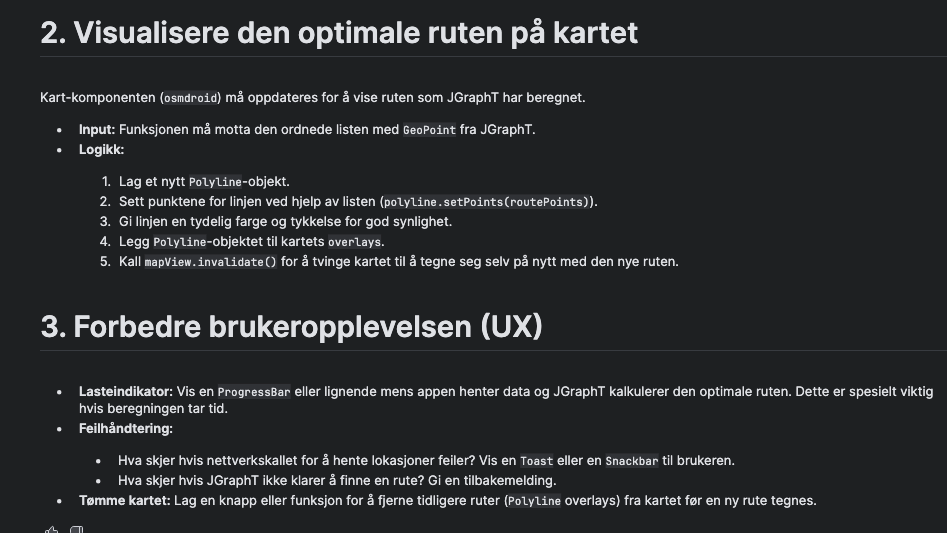 2. Visualisere den optimale ruten på kartet
Kart-komponenten (osmdroid) må oppdateres for å vise ruten som JGraphT har beregnet.
• Input: Funksjonen må motta den ordnede listen med GeoPoint fra JGraphT.
• Logikk:
1. Lag et nytt Polyline-objekt.
2. Sett punktene for linjen ved hjelp av listen (polyline.setPoints(routePoints)).
3. Gi linjen en tydelig farge og tykkelse for god synlighet.
4. Legg Polyline-objektet til kartets overlays.
5. Kall mapView.invalidate() for å tvinge kartet til å tegne seg selv på nytt med den nye ruten.
3. Forbedre brukeropplevelsen (UX)
• Lasteindikator: Vis en ProgressBar eller lignende mens appen henter data og JGraphT kalkulerer den optimale ruten. Dette er spesielt viktig
hvis beregningen tar tid.
• Feilhåndtering:
• Hva skjer hvis nettverkskallet for å hente lokasjoner feiler? Vis en Toast eller en Snackbar til brukeren.
• Hva skjer hvis JGraphT ikke klarer å finne en rute? Gi en tilbakemelding.
• Tømme kartet: Lag en knapp eller funksjon for å fjerne tidligere ruter (Polyline overlays) fra kartet før en ny rute tegnes.